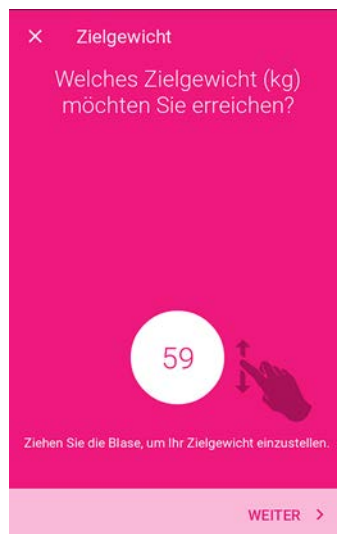 Zielgewicht
Welches Zielgewicht (kg)
möchten Sie erreichen?
59
Ziehen Sie die Blase, um Ihr Zielgewicht einzustellen.
WEITER